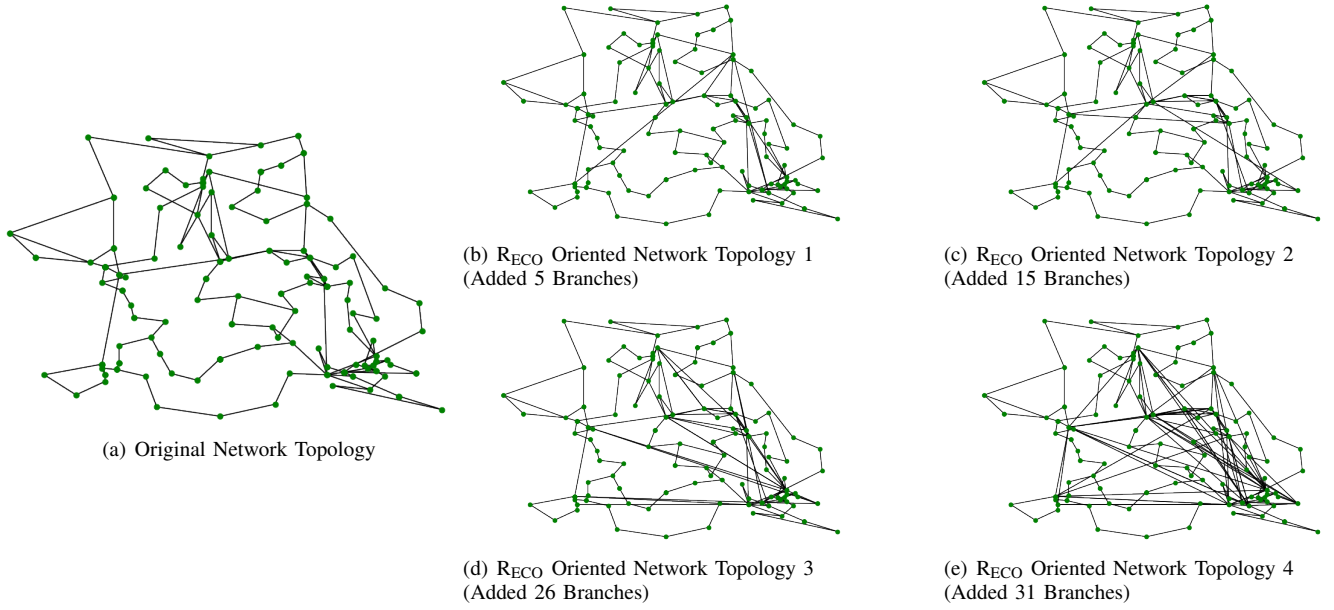 (a) Original Network Topology
(b) R_ECO Oriented Network Topology 1
(Added 5 Branches)
(c) R_ECO Oriented Network Topology 2
(Added 15 Branches)
(d) R_ECO Oriented Network Topology 3
(Added 26 Branches)
(e) R_ECO Oriented Network Topology 4
(Added 31 Branches)